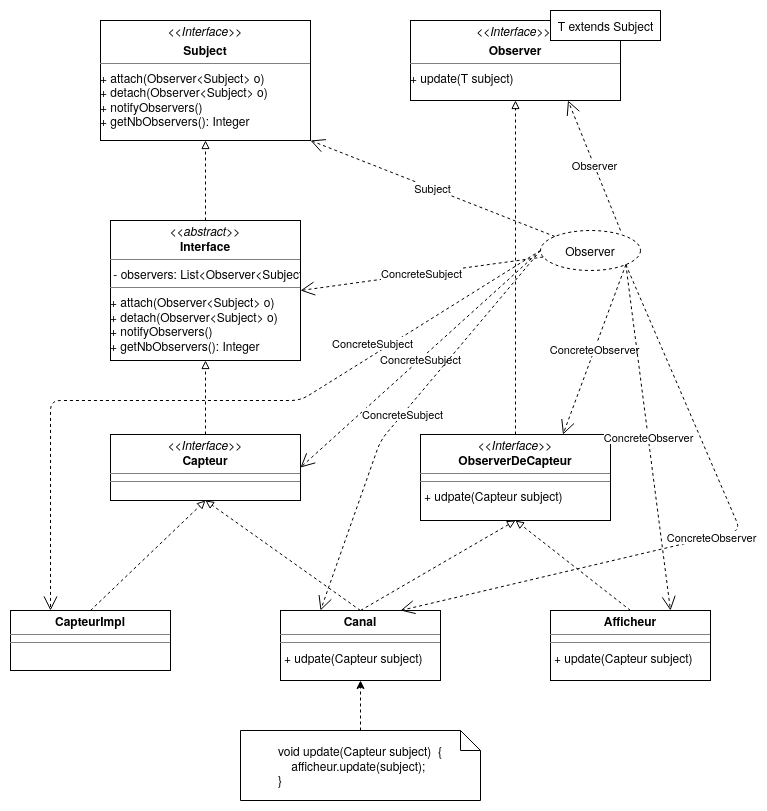 <<Interface>>
Subject
+ attach(Observer<Subject> o)
+ detach(Observer<Subject> o)
+ notifyObservers()
+ getNbObservers(): Integer
<<Interface>>
Observer
T extends Subject
+ update(T subject)
Observer
Subject
Observer
<<abstract>>
Interface
- observers: List<Observer<Subject
+ attach(Observer<Subject> o)
+ detach(Observer<Subject> o)
+ notifyObservers()
+ getNbObservers(): Integer
ConcreteSubject
ConcreteSubject
ConcreteSubject
ConcreteSubject
ConcreteObserver
ConcreteObserver
ConcreteObserver
<<Interface>>
Capteur
<<Interface>>
ObserverDeCapteur
+ udpate(Capteur subject)
CapteurImpl
Canal
+ udpate(Capteur subject)
Afficheur
+ update(Capteur subject)
void update(Capteur subject) {
afficheur.update(subject);
}